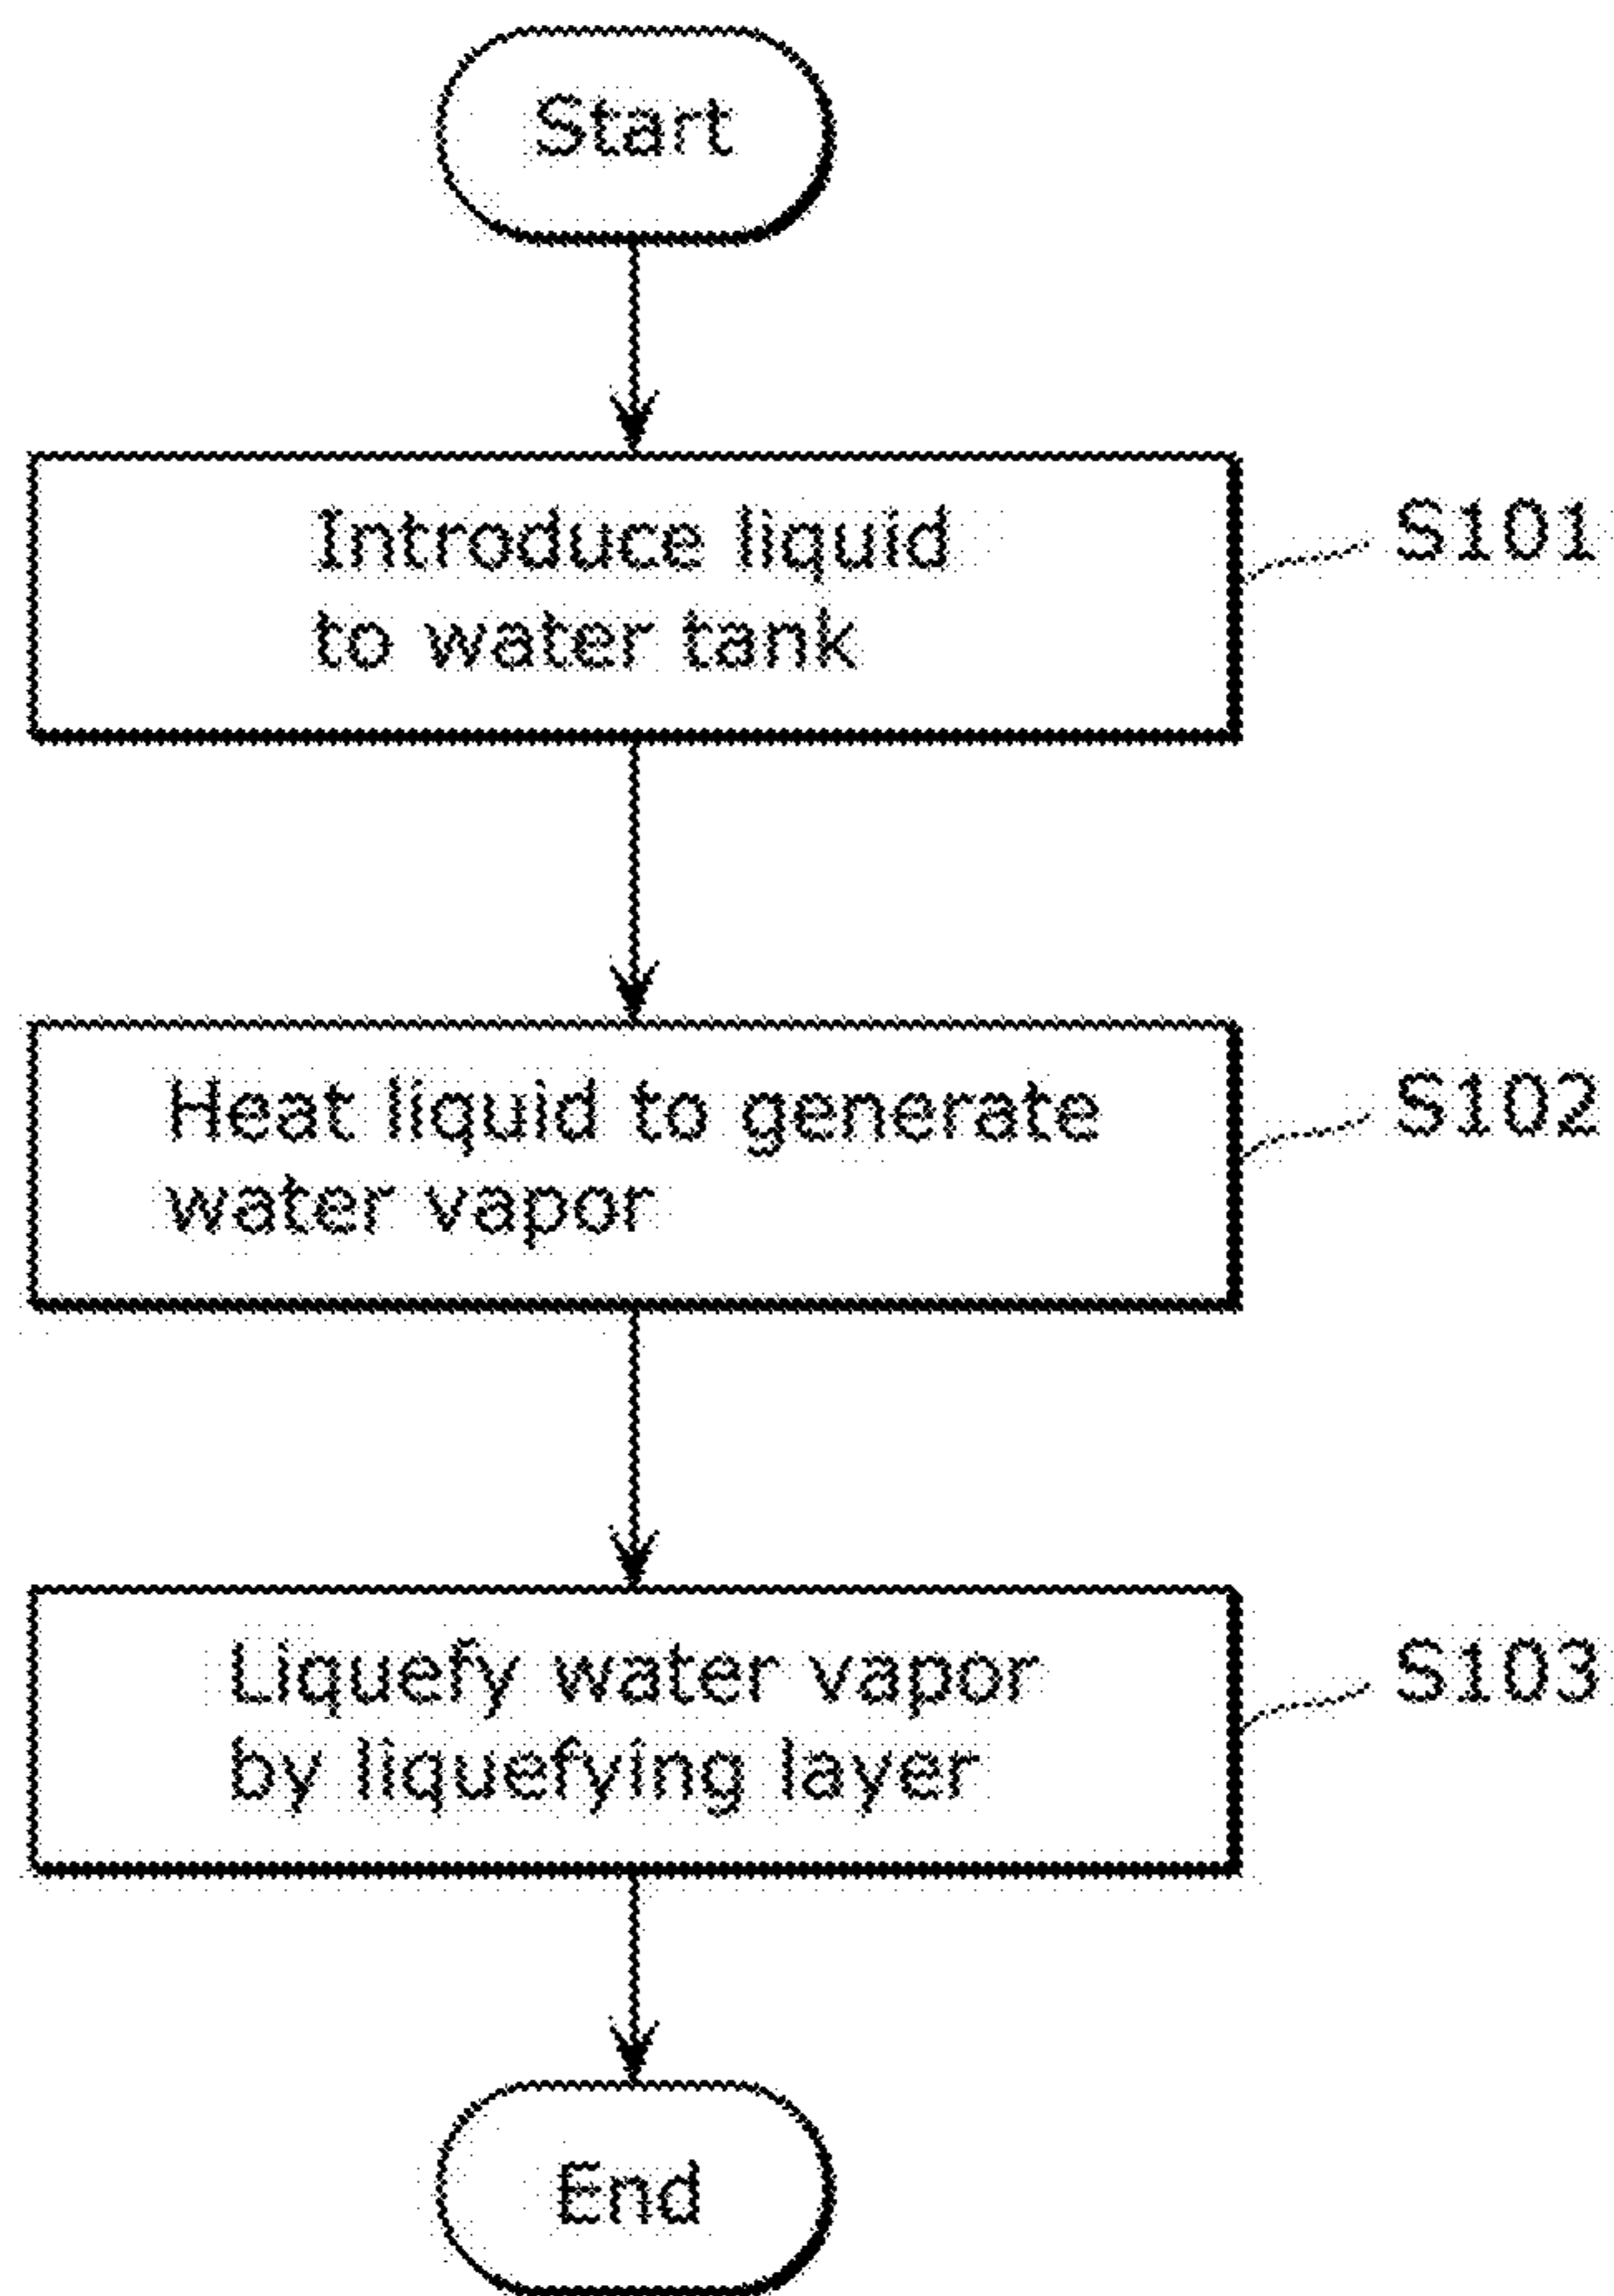 Start
Introduce liquid
to water tank
S101
Heat liquid to generate
water vapor
S102
Liquefy water vapor
by liquefying layer
S103
End